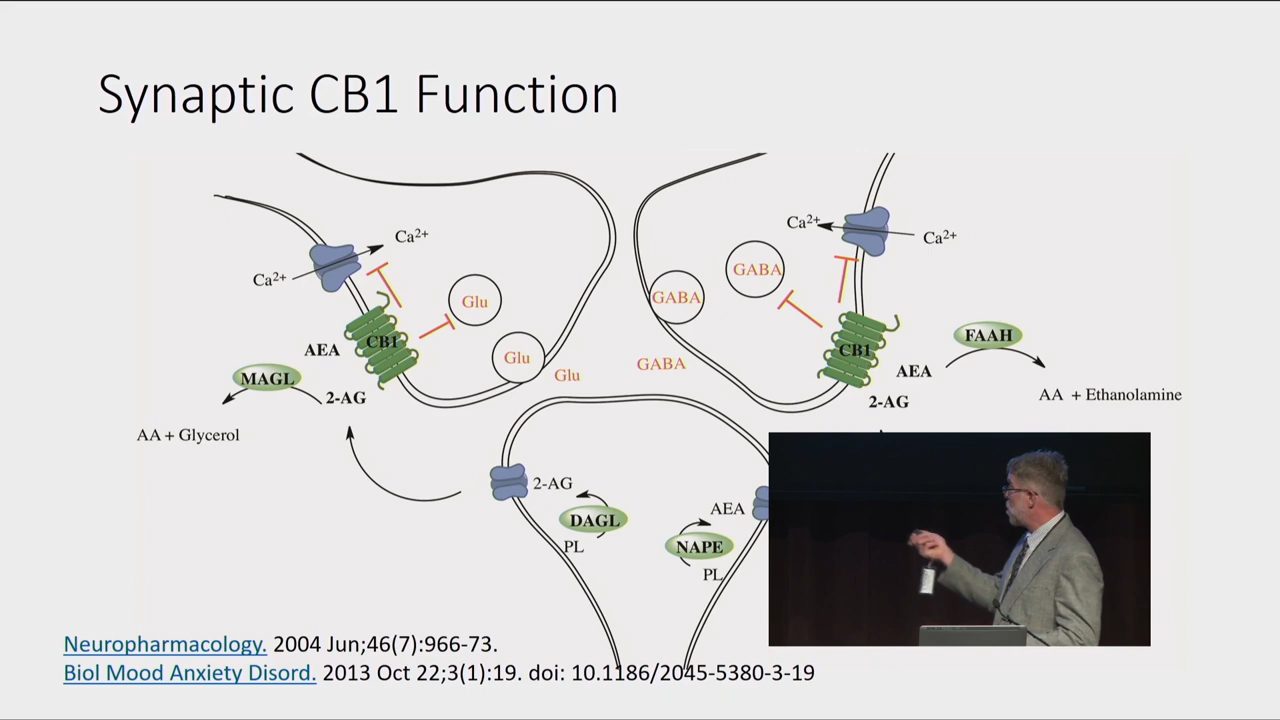 Synaptic CB1 Function
Ca2+
Ca2+
Glu
CB1
Glu
Glu
AEA
MAGL
2-AG
AA + Glycerol
Ca2+
Ca2+
GABA
GABA
GABA
CB1
AEA
FAAH
2-AG
AA + Ethanolamine
2-AG
DAGL
PL
AEA
NAPE
PL
Neuropharmacology. 2004 Jun;46(7):966-73.
Biol Mood Anxiety Disord. 2013 Oct 22;3(1):19. doi: 10.1186/2045-5380-3-19